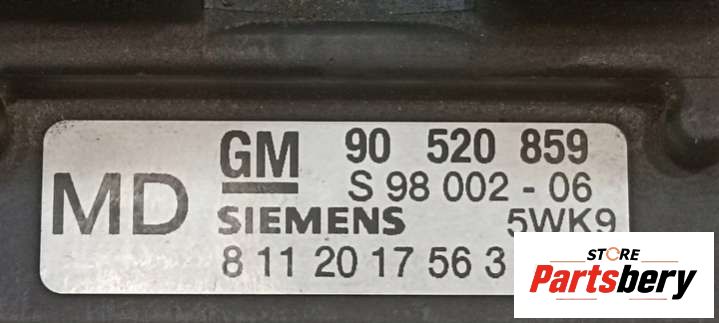 MD
GM 90 520 859
S 98 002 - 06
SIEMENS 5WK9
8 11 20 17 56 3
STORE
Partsbery